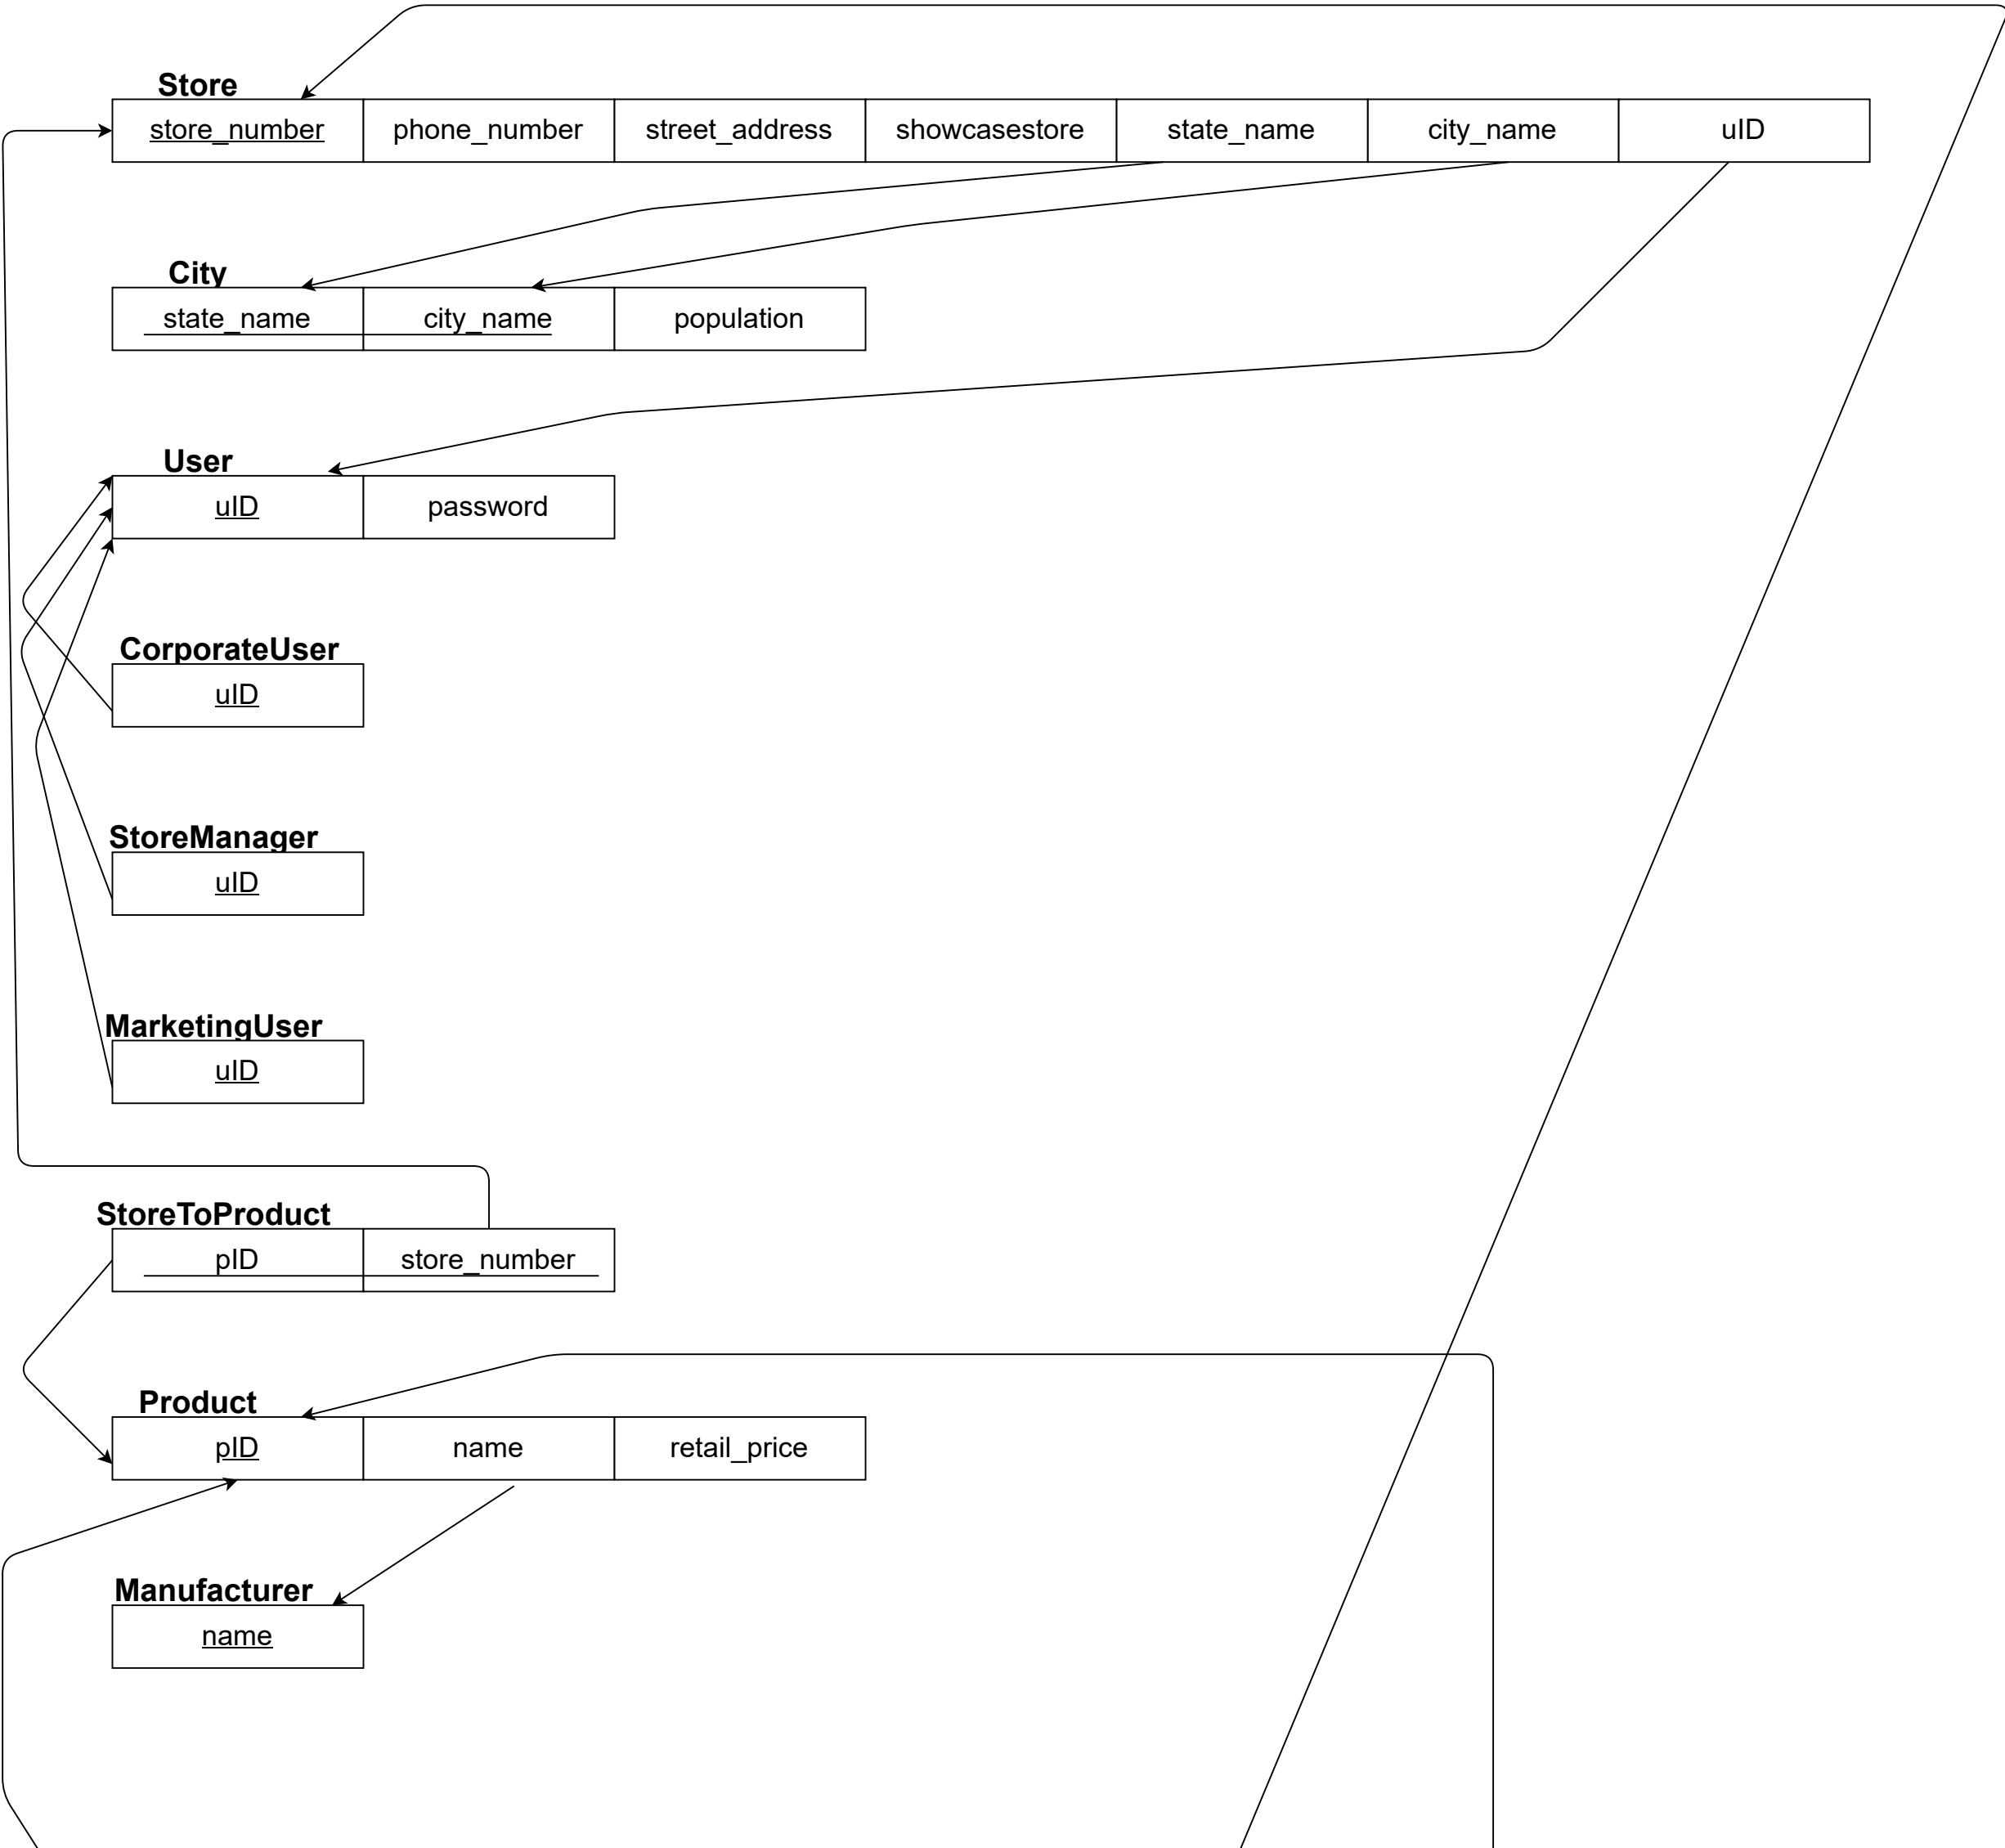 Store
store_number phone_number street_address showcasestore state_name city_name uID
City
state_name city_name population
User
uID password
CorporateUser
uID
StoreManager
uID
MarketingUser
uID
StoreToProduct
pID store_number
Product
pID name retail_price
Manufacturer
name